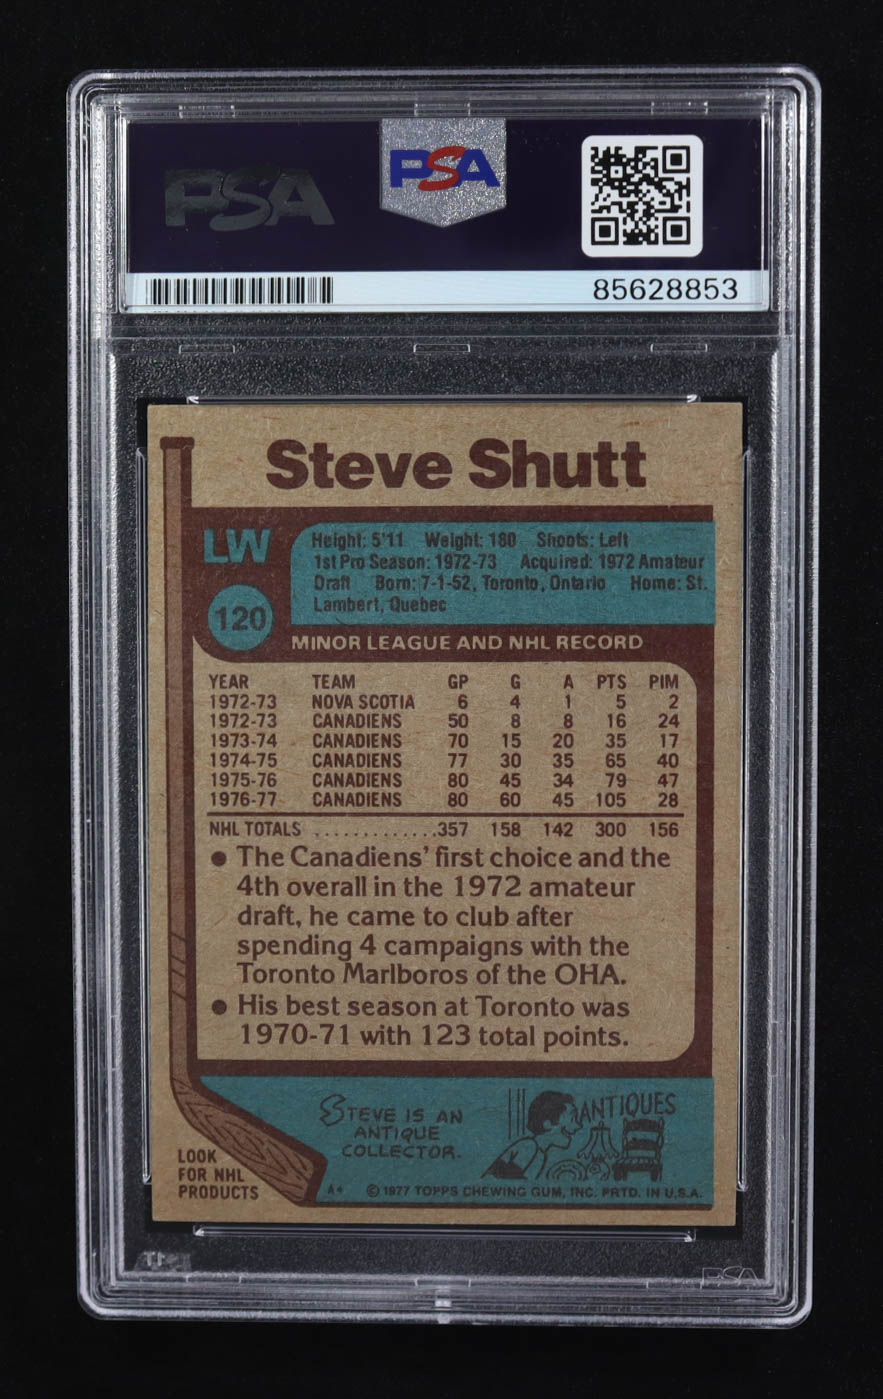 PSA
PSA
85628853
Steve Shutt
LW
120
Height: 5'11 Weight: 180 Shoots: Left
1st Pro Season: 1972-73 Acquired: 1972 Amateur
Draft Born: 7-1-52, Toronto, Ontario Home: St.
Lambert, Quebec
MINOR LEAGUE AND NHL RECORD
YEAR TEAM GP G A PTS PIM
1972-73 NOVA SCOTIA 6 4 1 5 2
1972-73 CANADIENS 50 8 8 16 24
1973-74 CANADIENS 70 15 20 35 17
1974-75 CANADIENS 77 30 35 65 40
1975-76 CANADIENS 80 45 34 79 47
1976-77 CANADIENS 80 60 45 105 28
NHL TOTALS ............357 158 142 300 156
● The Canadiens' first choice and the
4th overall in the 1972 amateur
draft, he came to club after
spending 4 campaigns with the
Toronto Marlboros of the OHA.
● His best season at Toronto was
1970-71 with 123 total points.
STEVE IS AN
ANTIQUE
COLLECTOR.
ANTIQUES
LOOK
FOR NHL
PRODUCTS
A* © 1977 TOPPS CHEWING GUM, INC. PRTD. IN U.S.A.
PSA